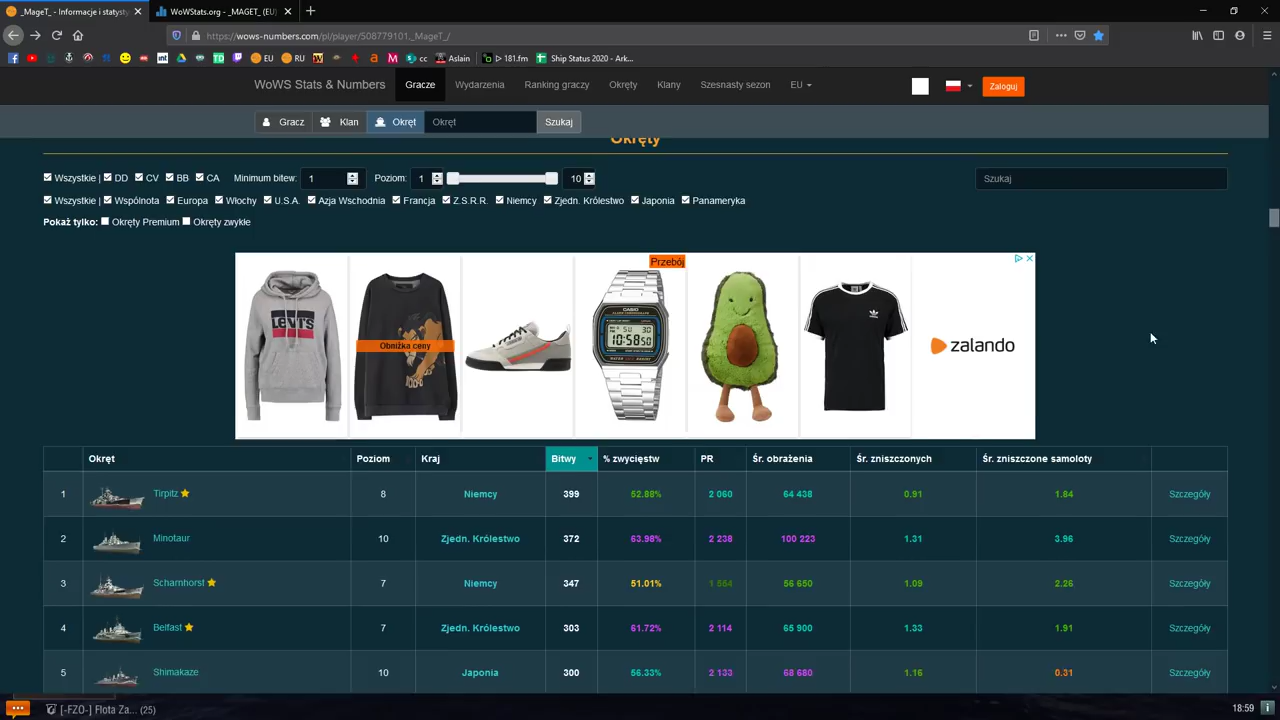 _MageT_ - Informacje i statysty
WoWStats.org - _MAGET_ (EU)
https://wows-numbers.com/pl/player/508779101,_MageT_/
EU
RU
cc
Aslain
181.fm
Ship Status 2020 - Ark...
WoWS Stats & Numbers
Gracze
Wydarzenia
Ranking graczy
Okręty
Klany
Szesnasty sezon
EU
Zaloguj
Gracz
Klan
Okręt
Okręt
Szukaj
Okręty
Wszystkie | DD CV BB CA Minimum bitew: 1 Poziom: 1 10
Szukaj
Wszystkie | Wspólnota Europa Włochy U.S.A. Azja Wschodnia Francja Z.S.R.R. Niemcy Zjedn. Królestwo Japonia Panameryka
Pokaż tylko: Okręty Premium Okręty zwykłe
Przebój
LEVI'S
Obniżka ceny
CASIO
10:58 50
adidas
zalando
Okręt Poziom Kraj Bitwy % zwycięstw PR Śr. obrażenia Śr. zniszczonych Śr. zniszczone samoloty
1 Tirpitz 8 Niemcy 399 52.88% 2 060 64 438 0.91 1.84 Szczegóły
2 Minotaur 10 Zjedn. Królestwo 372 63.98% 2 238 100 223 1.31 3.96 Szczegóły
3 Scharnhorst 7 Niemcy 347 51.01% 1 564 56 650 1.09 2.26 Szczegóły
4 Belfast 7 Zjedn. Królestwo 303 61.72% 2 114 65 900 1.33 1.91 Szczegóły
5 Shimakaze 10 Japonia 300 56.33% 2 133 68 680 1.16 0.31 Szczegóły
[-FZO-] Flota Za... (25)
18:59